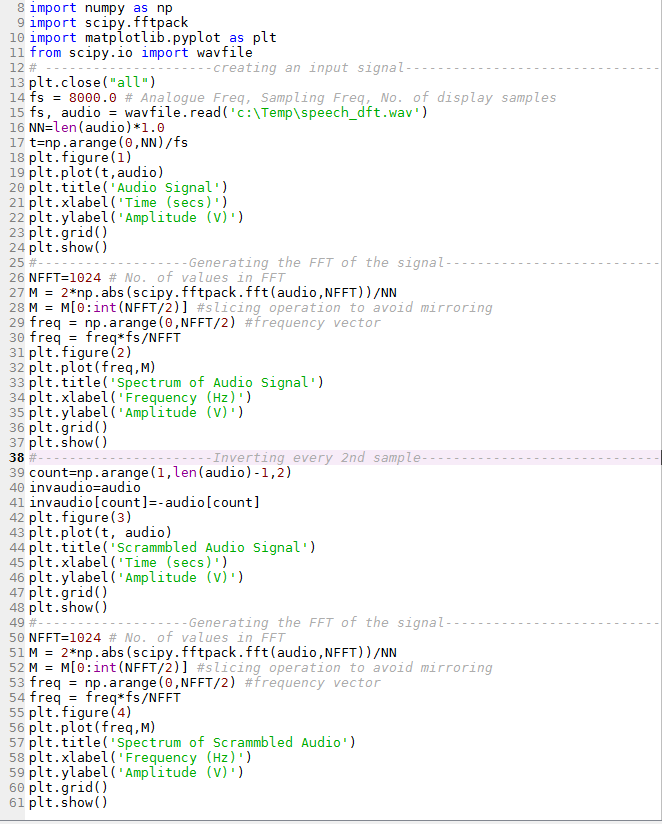 8 import numpy as np
9 import scipy.fftpack
10 import matplotlib.pyplot as plt
11 from scipy.io import wavfile
12 # ---------------------creating an input signal--------------------------------
13 plt.close("all")
14 fs = 8000.0 # Analogue Freq, Sampling Freq, No. of display samples
15 fs, audio = wavfile.read('c:\Temp\speech_dft.wav')
16 NN=len(audio)*1.0
17 t=np.arange(0,NN)/fs
18 plt.figure(1)
19 plt.plot(t,audio)
20 plt.title('Audio Signal')
21 plt.xlabel('Time (secs)')
22 plt.ylabel('Amplitude (V)')
23 plt.grid()
24 plt.show()
25 #-------------------Generating the FFT of the signal---------------------------
26 NFFT=1024 # No. of values in FFT
27 M = 2*np.abs(scipy.fftpack.fft(audio,NFFT))/NN
28 M = M[0:int(NFFT/2)] #slicing operation to avoid mirroring
29 freq = np.arange(0,NFFT/2) #frequency vector
30 freq = freq*fs/NFFT
31 plt.figure(2)
32 plt.plot(freq,M)
33 plt.title('Spectrum of Audio Signal')
34 plt.xlabel('Frequency (Hz)')
35 plt.ylabel('Amplitude (V)')
36 plt.grid()
37 plt.show()
38 #----------------------Inverting every 2nd sample------------------------------
39 count=np.arange(1,len(audio)-1,2)
40 invaudio=audio
41 invaudio[count]=-audio[count]
42 plt.figure(3)
43 plt.plot(t, audio)
44 plt.title('Scrammbled Audio Signal')
45 plt.xlabel('Time (secs)')
46 plt.ylabel('Amplitude (V)')
47 plt.grid()
48 plt.show()
49 #-------------------Generating the FFT of the signal---------------------------
50 NFFT=1024 # No. of values in FFT
51 M = 2*np.abs(scipy.fftpack.fft(audio,NFFT))/NN
52 M = M[0:int(NFFT/2)] #slicing operation to avoid mirroring
53 freq = np.arange(0,NFFT/2) #frequency vector
54 freq = freq*fs/NFFT
55 plt.figure(4)
56 plt.plot(freq,M)
57 plt.title('Spectrum of Scrammbled Audio')
58 plt.xlabel('Frequency (Hz)')
59 plt.ylabel('Amplitude (V)')
60 plt.grid()
61 plt.show()